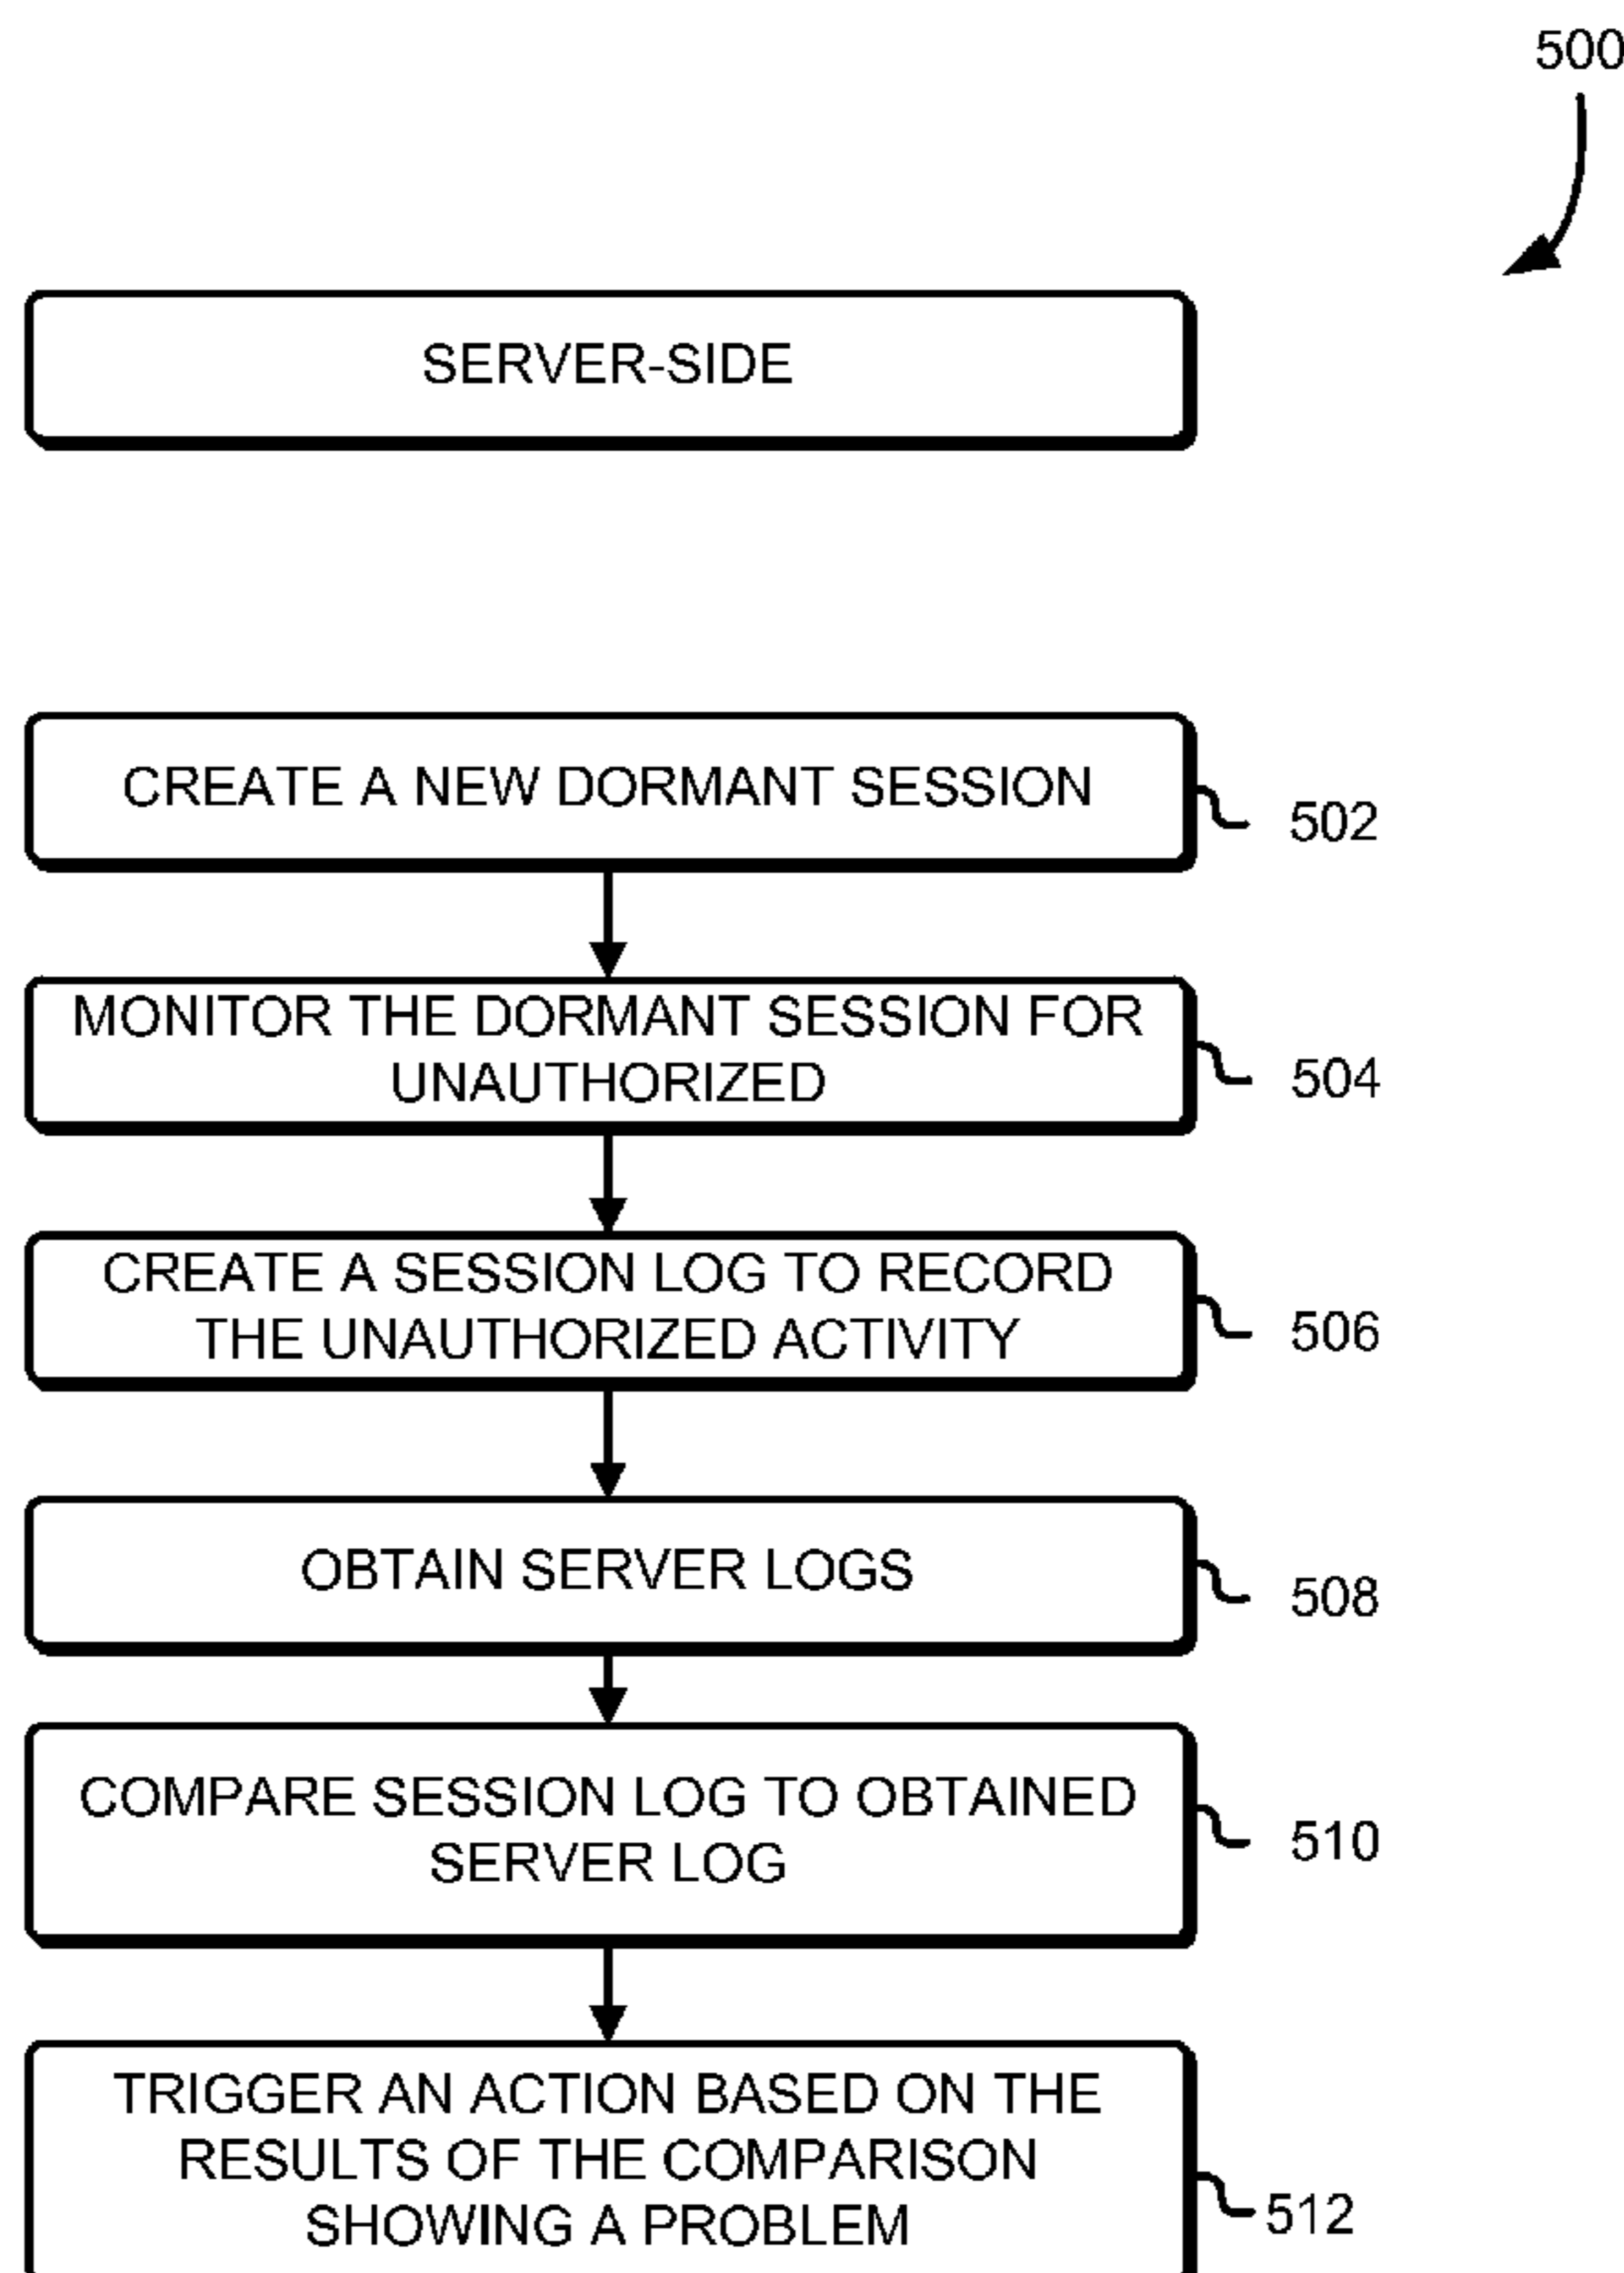 500
SERVER-SIDE
CREATE A NEW DORMANT SESSION
502
MONITOR THE DORMANT SESSION FOR
UNAUTHORIZED
504
CREATE A SESSION LOG TO RECORD
THE UNAUTHORIZED ACTIVITY
506
OBTAIN SERVER LOGS
508
COMPARE SESSION LOG TO OBTAINED
SERVER LOG
510
TRIGGER AN ACTION BASED ON THE
RESULTS OF THE COMPARISON
SHOWING A PROBLEM
512